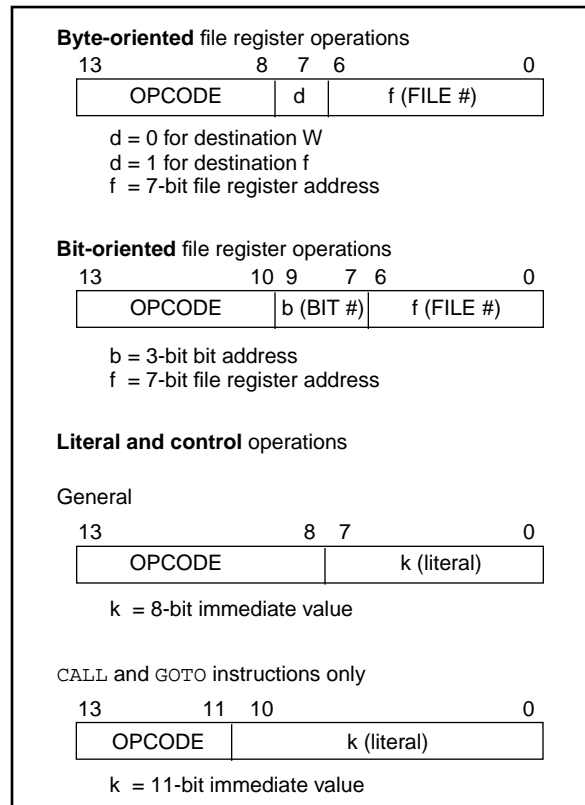 Byte-oriented file register operations
13 8 7 6 0
OPCODE d f (FILE #)
d = 0 for destination W
d = 1 for destination f
f = 7-bit file register address
Bit-oriented file register operations
13 10 9 7 6 0
OPCODE b (BIT #) f (FILE #)
b = 3-bit bit address
f = 7-bit file register address
Literal and control operations
General
13 8 7 0
OPCODE k (literal)
k = 8-bit immediate value
CALL and GOTO instructions only
13 11 10 0
OPCODE k (literal)
k = 11-bit immediate value